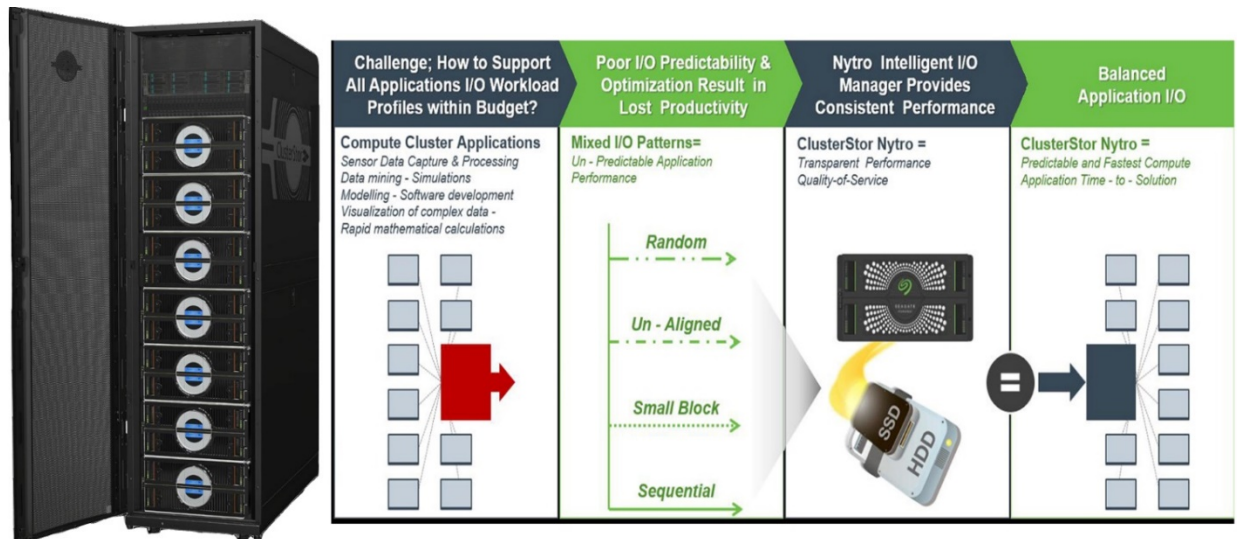 ClusterStor
Challenge; How to Support
All Applications I/O Workload
Profiles within Budget?
Compute Cluster Applications
Sensor Data Capture & Processing
Data mining - Simulations
Modelling - Software development
Visualization of complex data -
Rapid mathematical calculations
Poor I/O Predictability &
Optimization Result in
Lost Productivity
Mixed I/O Patterns=
Un - Predictable Application
Performance
Random
Un - Aligned
Small Block
Sequential
Nytro Intelligent I/O
Manager Provides
Consistent Performance
ClusterStor Nytro =
Transparent Performance
Quality-of-Service
SEAGATE
SSD
HDD
=
Balanced
Application I/O
ClusterStor Nytro =
Predictable and Fastest Compute
Application Time - to - Solution